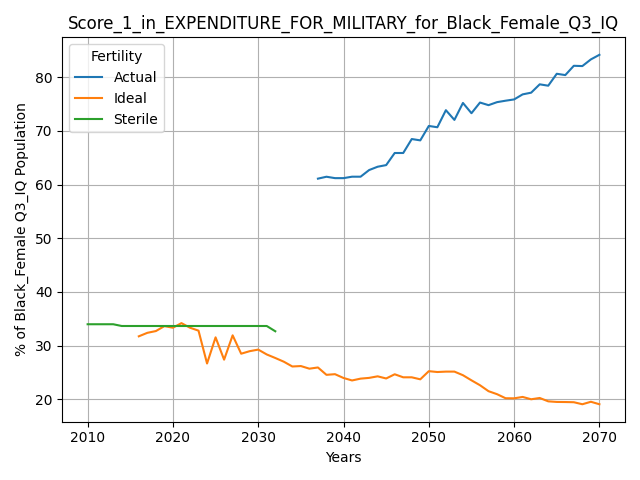 Score_1_in_EXPENDITURE_FOR_MILITARY_for_Black_Female_Q3_IQ
Fertility
Actual
Ideal
Sterile
% of Black_Female Q3_IQ Population
80
70
60
50
40
30
20
2010 2020 2030 2040 2050 2060 2070
Years